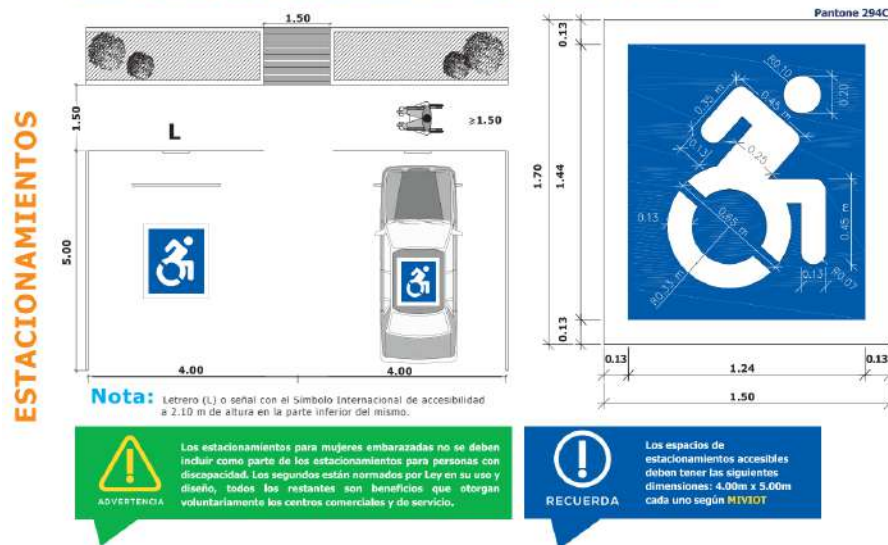 ESTACIONAMIENTOS
1.50
1.50
L
≥1.50
5.00
4.00
4.00
Nota: Letrero (L) o señal con el Símbolo Internacional de accesibilidad
a 2.10 m de altura en la parte inferior del mismo.
Pantone 294C
0.13
1.70
1.44
0.13
R0.10
0.20
0.35 m
0.45 m
0.13
0.25
0.13
0.65 m
0.45 m
R0.33 m
0.13
R0.07
0.13
1.24
0.13
1.50
ADVERTENCIA
Los estacionamientos para mujeres embarazadas no se deben
incluir como parte de los estacionamientos para personas con
discapacidad. Los segundos están normados por Ley en su uso y
diseño, todos los restantes son beneficios que otorgan
voluntariamente los centros comerciales y de servicio.
RECUERDA
Los espacios de
estacionamientos accesibles
deben tener las siguientes
dimensiones: 4.00m x 5.00m
cada uno según MIVIOT